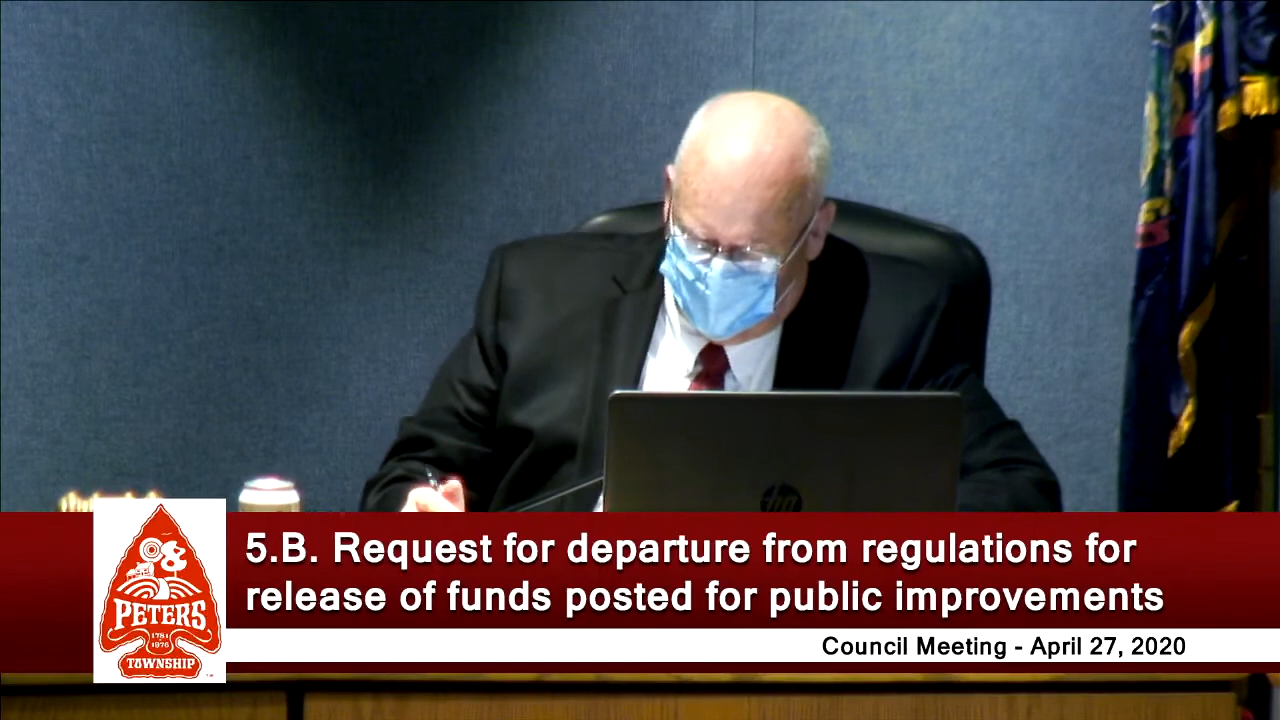 hp
5.B. Request for departure from regulations for
release of funds posted for public improvements
PETERS
1781
1976
TOWNSHIP
Council Meeting - April 27, 2020